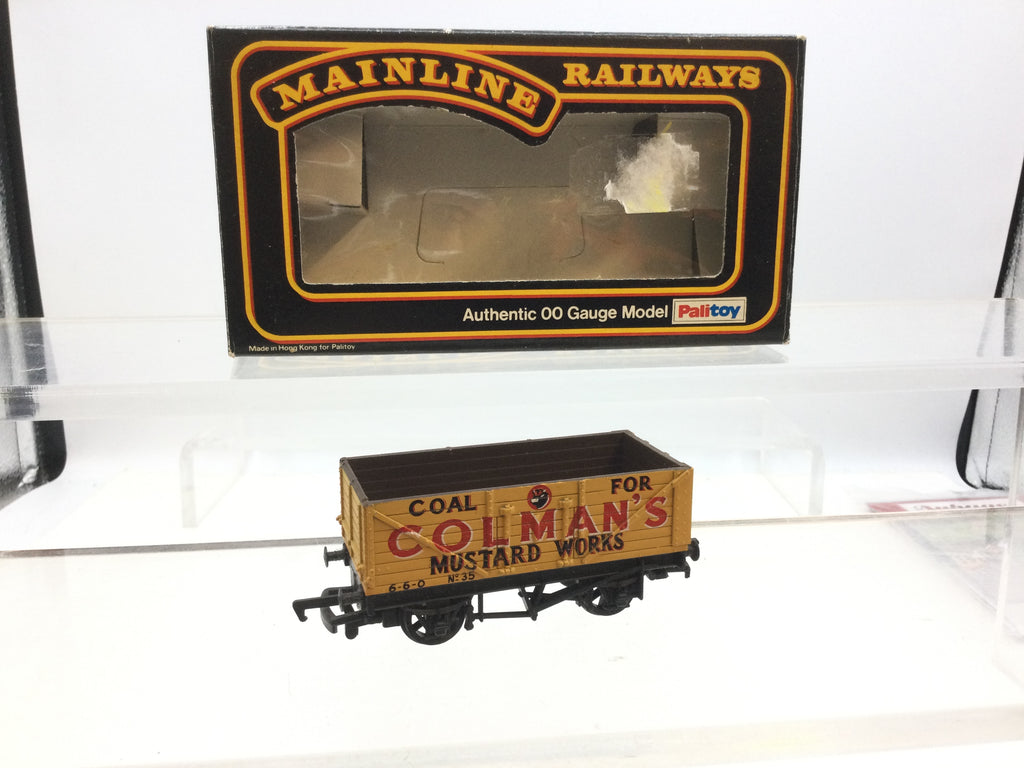 MAINLINE RAILWAYS
Authentic 00 Gauge Model Palitoy
Made in Hong Kong for Palitoy
COAL FOR
COLMAN'S
MUSTARD WORKS
6-6-0 Nº 35